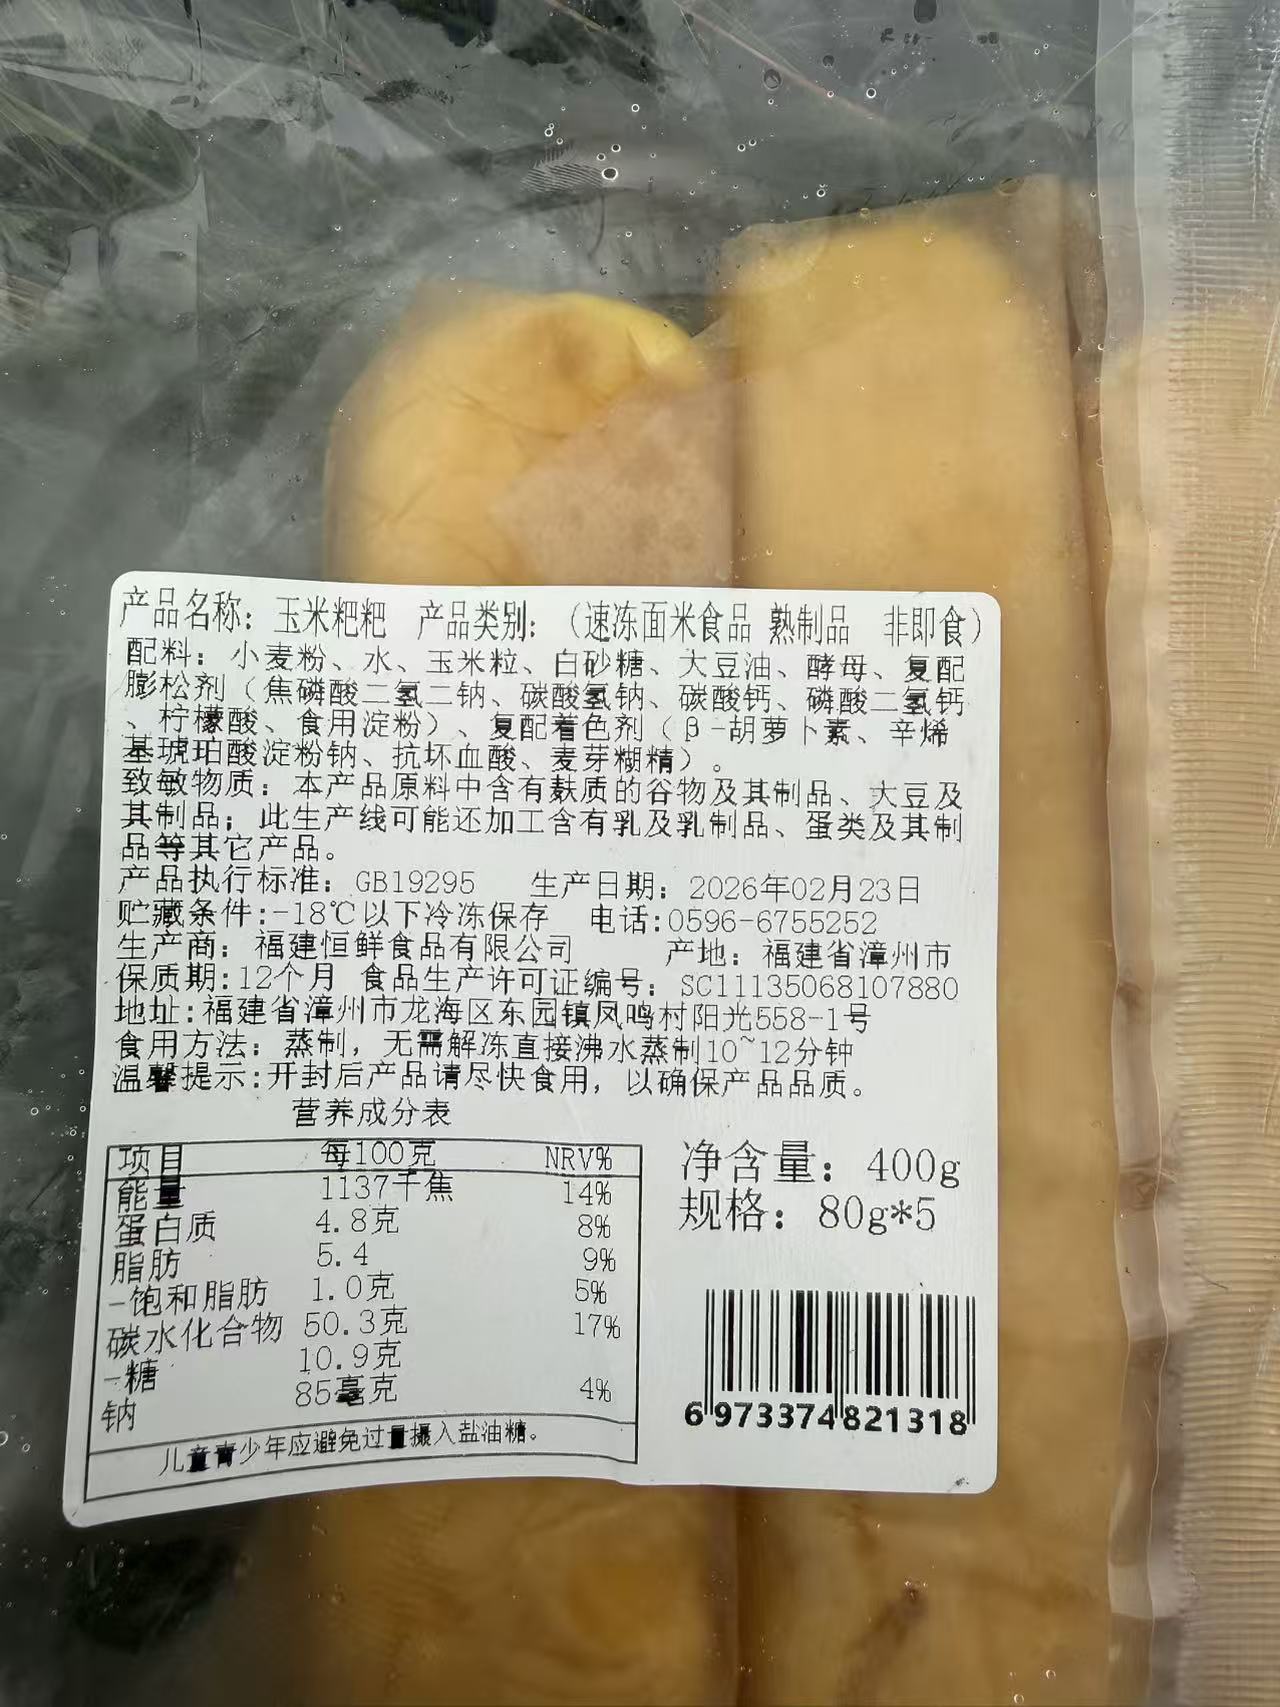 产品名称：玉米粑粑 产品类别：（速冻面米食品 熟制品 非即食）
配料：小麦粉、水、玉米粒、白砂糖、大豆油、酵母、复配
膨松剂（焦磷酸二氢二钠、碳酸氢钠、碳酸钙、磷酸二氢钙
、柠檬酸、食用淀粉）、复配着色剂（β-胡萝卜素、辛烯
基琥珀酸淀粉钠、抗坏血酸、麦芽糊精）。
致敏物质：本产品原料中含有麸质的谷物及其制品、大豆及
其制品；此生产线可能还加工含有乳及乳制品、蛋类及其制
品等其它产品。
产品执行标准：GB19295 生产日期：2026年02月23日
贮藏条件:-18℃以下冷冻保存 电话:0596-6755252
生产商：福建恒鲜食品有限公司 产地：福建省漳州市
保质期:12个月 食品生产许可证编号：SC11135068107880
地址:福建省漳州市龙海区东园镇凤鸣村阳光558-1号
食用方法：蒸制，无需解冻直接沸水蒸制10~12分钟
温馨提示:开封后产品请尽快食用，以确保产品品质。
营养成分表
项目 每100克 NRV%
能量 1137千焦 14%
蛋白质 4.8克 8%
脂肪 5.4 9%
-饱和脂肪 1.0克 5%
碳水化合物 50.3克 17%
-糖 10.9克
钠 85毫克 4%
儿童青少年应避免过量摄入盐油糖。
净含量：400g
规格：80g*5
6 973374 821318